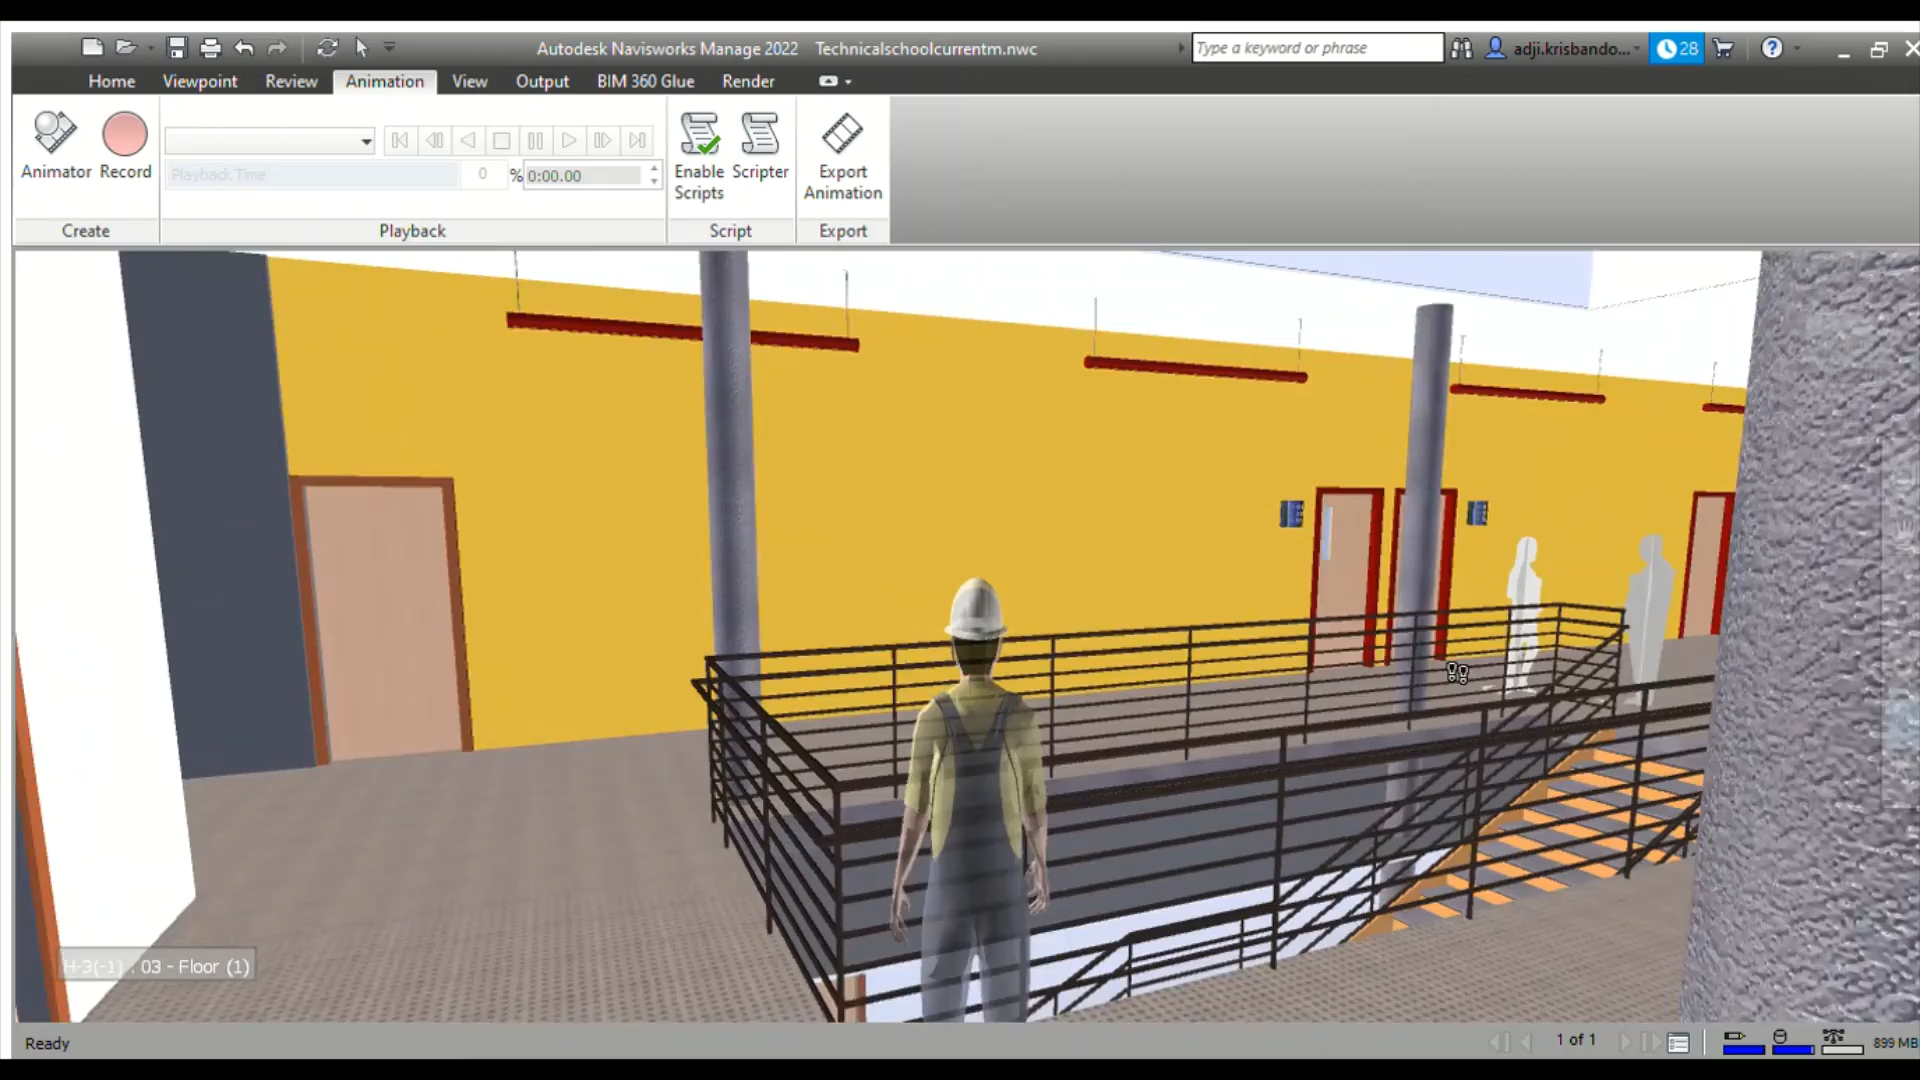 Autodesk Navisworks Manage 2022 Technicalschoolcurrentm.nwc
Type a keyword or phrase
adji.krisbando...
28
Home Viewpoint Review Animation View Output BIM 360 Glue Render
Animator Record
Playback Time 0 % 0:00.00
Enable Scripts
Scripter
Export Animation
Create Playback Script Export
H-3(-1) : 03 - Floor (1)
Ready
1 of 1
899 MB